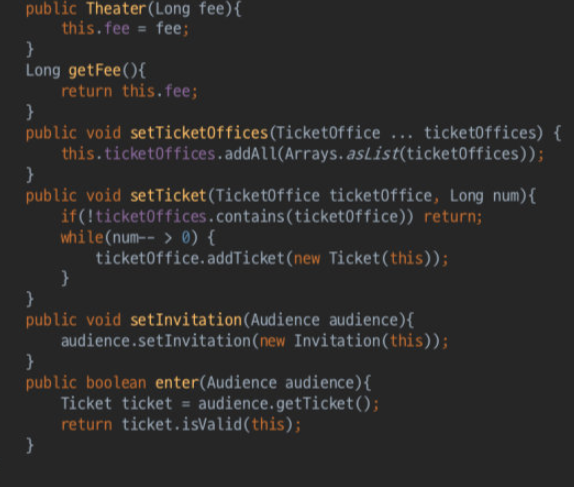 public Theater(Long fee){
    this.fee = fee;
}
Long getFee(){
    return this.fee;
}
public void setTicketOffices(TicketOffice ... ticketOffices) {
    this.ticketOffices.addAll(Arrays.asList(ticketOffices));
}
public void setTicket(TicketOffice ticketOffice, Long num){
    if(!ticketOffices.contains(ticketOffice)) return;
    while(num-- > 0) {
        ticketOffice.addTicket(new Ticket(this));
    }
}
public void setInvitation(Audience audience){
    audience.setInvitation(new Invitation(this));
}
public boolean enter(Audience audience){
    Ticket ticket = audience.getTicket();
    return ticket.isValid(this);
}